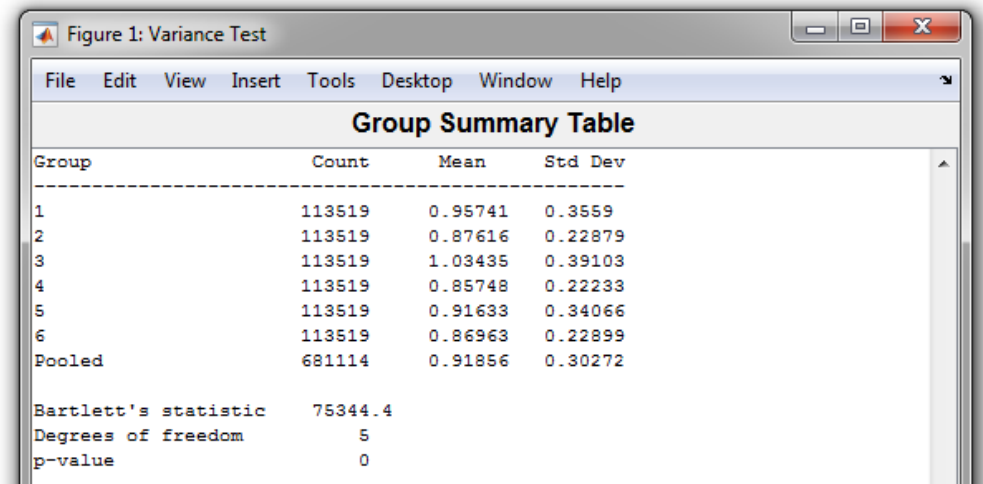 Figure 1: Variance Test
File Edit View Insert Tools Desktop Window Help
Group Summary Table
Group Count Mean Std Dev
---------------------------------------------------
1 113519 0.95741 0.3559
2 113519 0.87616 0.22879
3 113519 1.03435 0.39103
4 113519 0.85748 0.22233
5 113519 0.91633 0.34066
6 113519 0.86963 0.22899
Pooled 681114 0.91856 0.30272
Bartlett's statistic 75344.4
Degrees of freedom 5
p-value 0